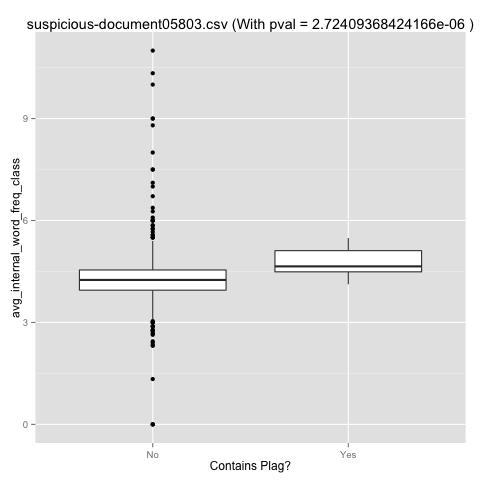 suspicious-document05803.csv (With pval = 2.72409368424166e-06 )
avg_internal_word_freq_class
9
6
3
0
No
Yes
Contains Plag?